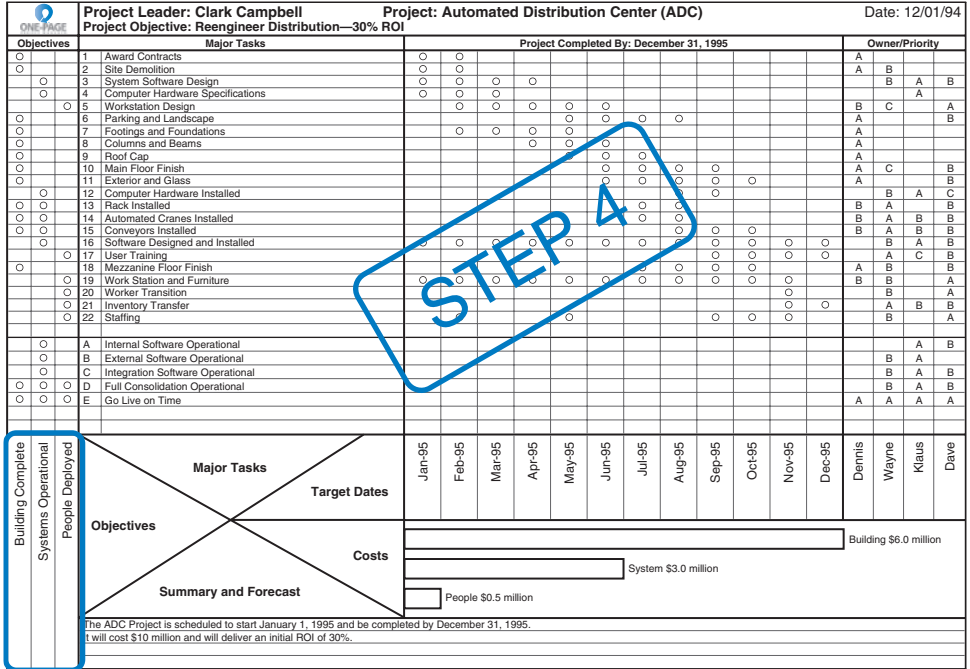 ONE-PAGE
Project Leader: Clark Campbell Project: Automated Distribution Center (ADC) Date: 12/01/94
Project Objective: Reengineer Distribution—30% ROI
Objectives Major Tasks Project Completed By: December 31, 1995 Owner/Priority
1 Award Contracts A
2 Site Demolition A B
3 System Software Design B A B
4 Computer Hardware Specifications A
5 Workstation Design B C A
6 Parking and Landscape A B
7 Footings and Foundations A
8 Columns and Beams A
9 Roof Cap A
10 Main Floor Finish A C B
11 Exterior and Glass A B
12 Computer Hardware Installed B A C
13 Rack Installed B A B
14 Automated Cranes Installed B A B B
15 Conveyors Installed B A B B
16 Software Designed and Installed B A B
17 User Training A C B
18 Mezzanine Floor Finish A B B
19 Work Station and Furniture B B A
20 Worker Transition B A
21 Inventory Transfer A B B
22 Staffing B A
STEP 4
A Internal Software Operational A B
B External Software Operational B A
C Integration Software Operational B A B
D Full Consolidation Operational B A B
E Go Live on Time A A A A
Building Complete
Systems Operational
People Deployed
Major Tasks
Target Dates
Objectives
Costs
Summary and Forecast
Jan-95
Feb-95
Mar-95
Apr-95
May-95
Jun-95
Jul-95
Aug-95
Sep-95
Oct-95
Nov-95
Dec-95
Dennis
Wayne
Klaus
Dave
Building $6.0 million
System $3.0 million
People $0.5 million
The ADC Project is scheduled to start January 1, 1995 and be completed by December 31, 1995.
It will cost $10 million and will deliver an initial ROI of 30%.